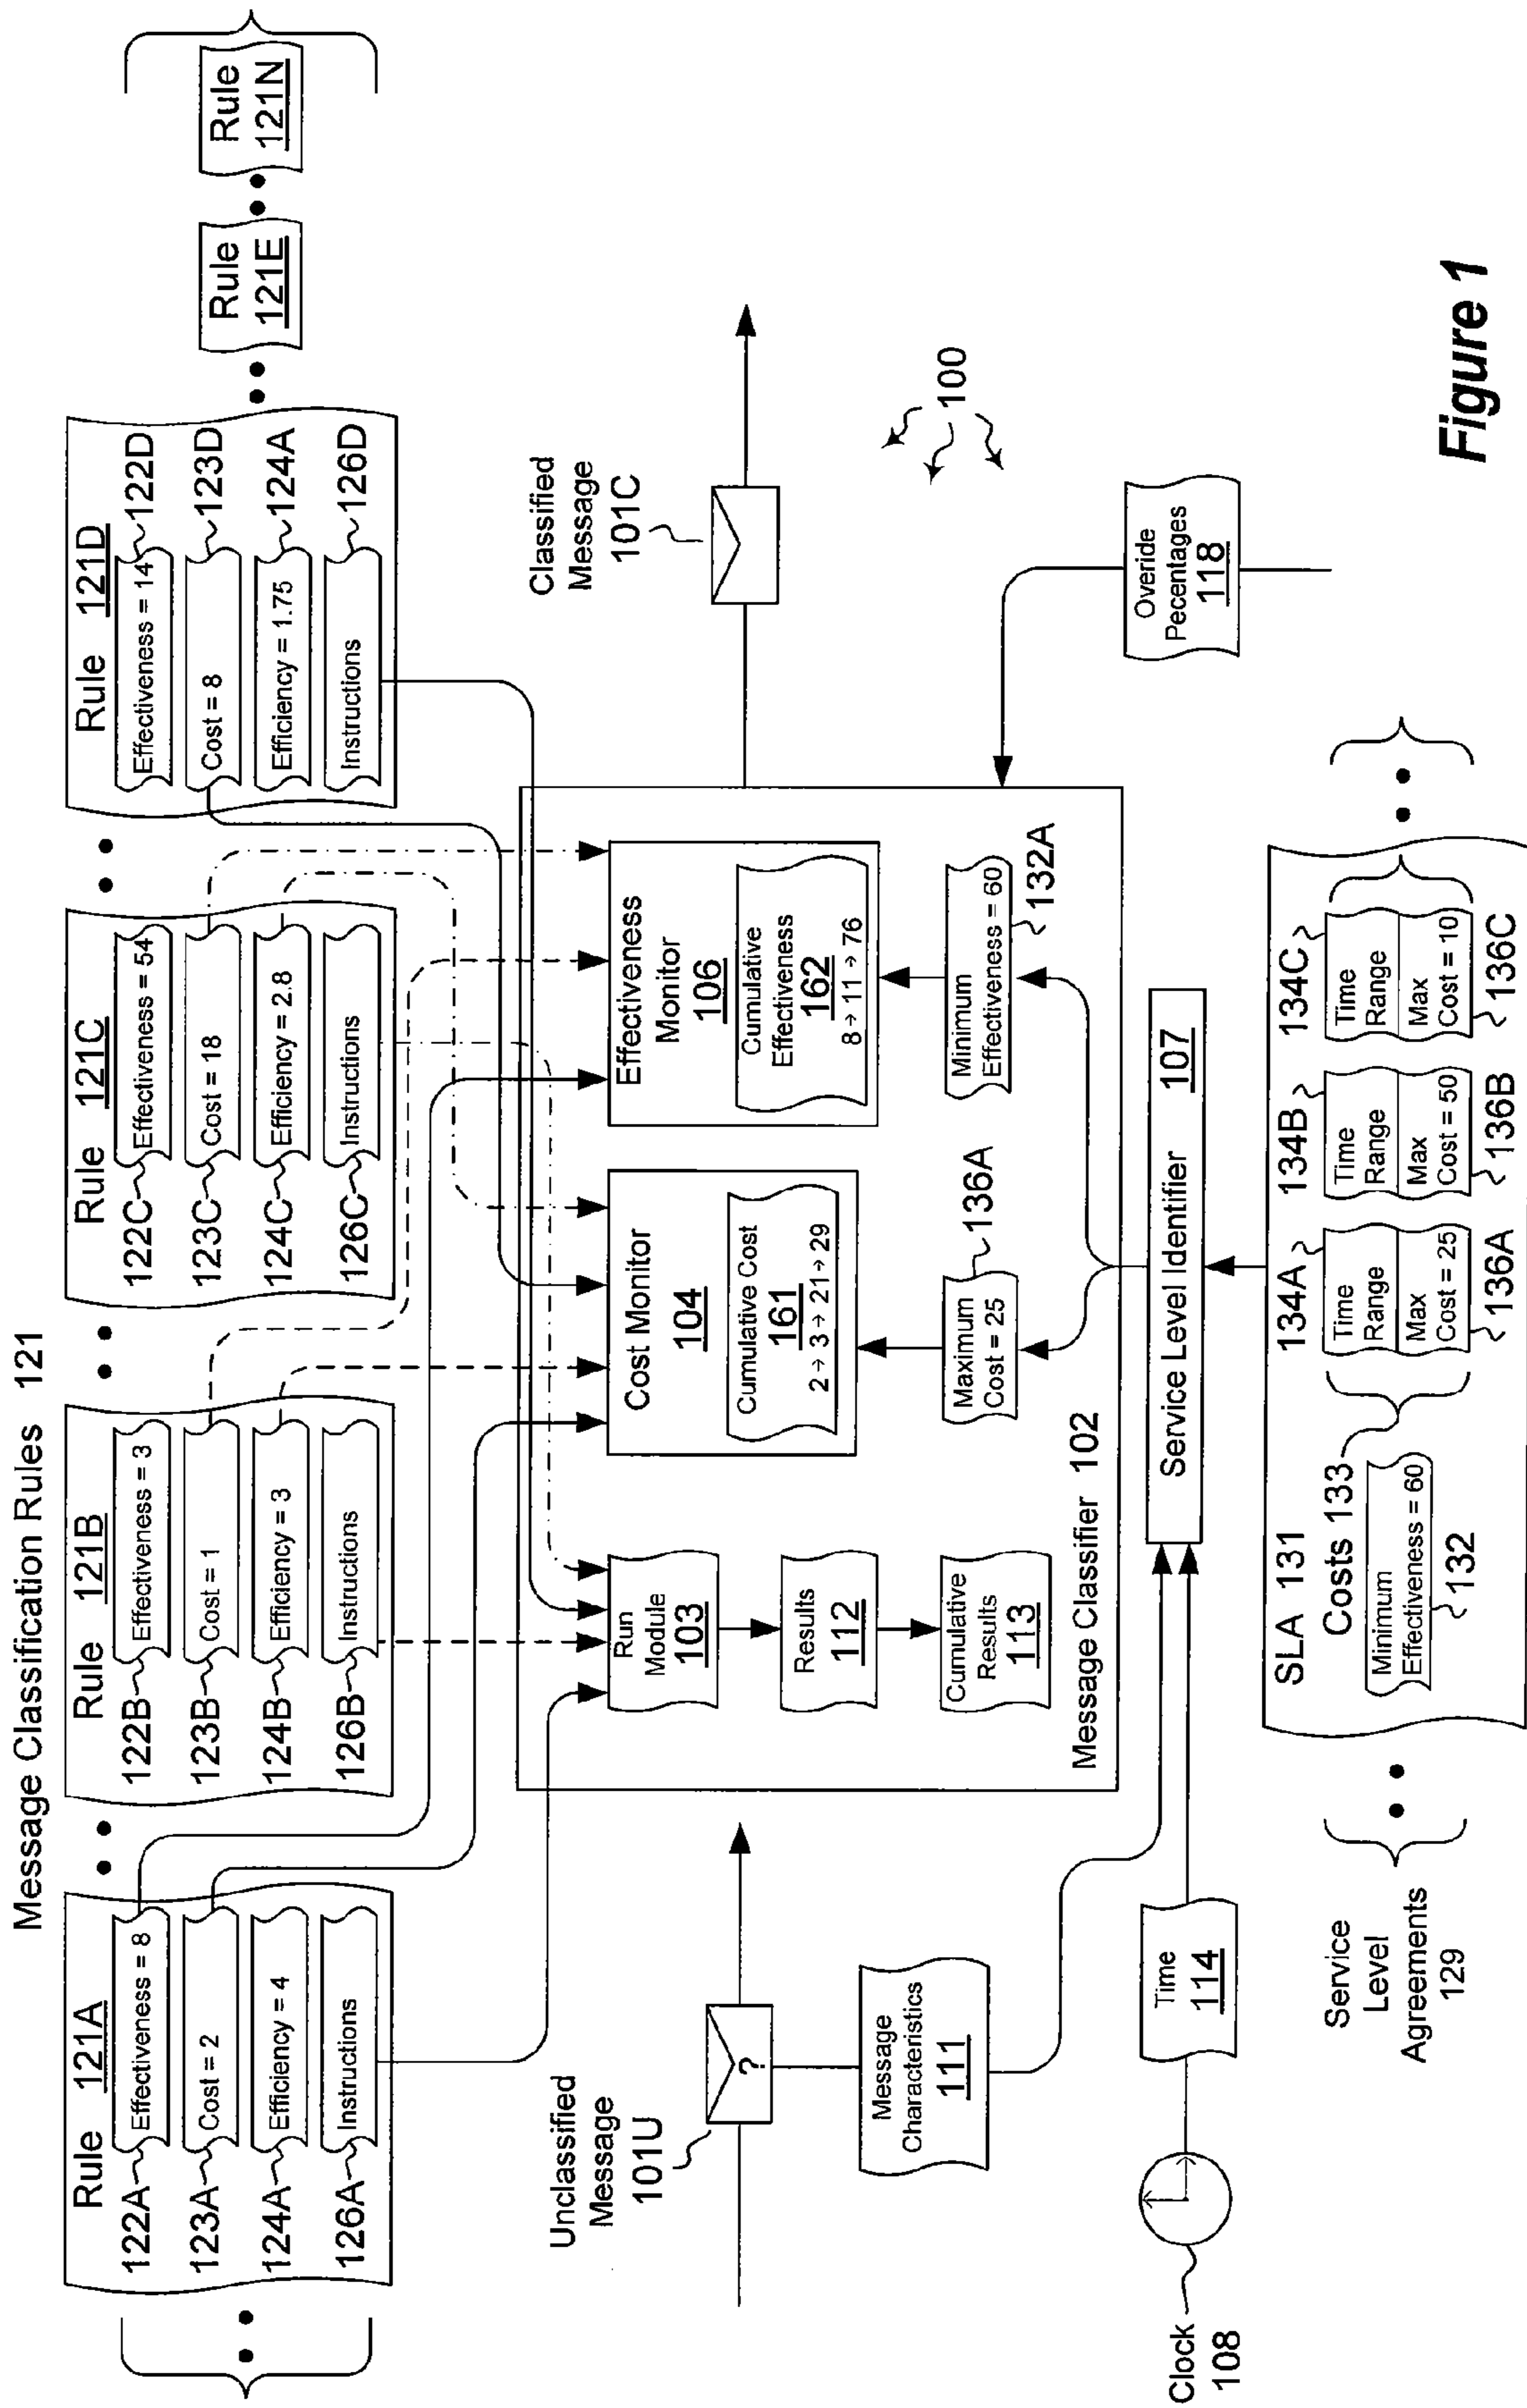 Message Classification Rules 121
Rule 121A
122A
Effectiveness = 8
123A
Cost = 2
124A
Efficiency = 4
126A
Instructions
Rule 121B
122B
Effectiveness = 3
123B
Cost = 1
124B
Efficiency = 3
126B
Instructions
Rule 121C
122C
Effectiveness = 54
123C
Cost = 18
124C
Efficiency = 2.8
126C
Instructions
Rule 121D
Effectiveness = 14
122D
Cost = 8
123D
Efficiency = 1.75
124A
Instructions
126D
Rule
121E
Rule
121N
Unclassified
Message
101U
?
Message
Characteristics
111
Run
Module
103
Results
112
Cumulative
Results
113
Cost Monitor
104
Cumulative Cost
161
2 → 3 → 21 → 29
Maximum
Cost = 25
136A
Effectiveness
Monitor
106
Cumulative
Effectiveness
162
8 → 11 → 76
Minimum
Effectiveness = 60
132A
Message Classifier 102
Classified
Message
101C
100
Overide
Pecentages
118
Clock
108
Time
114
Service Level Identifier 107
Service
Level
Agreements
129
SLA 131
Costs 133
Minimum
Effectiveness = 60
132
134A
Time
Range
Max
Cost = 25
136A
134B
Time
Range
Max
Cost = 50
136B
134C
Time
Range
Max
Cost = 10
136C
Figure 1